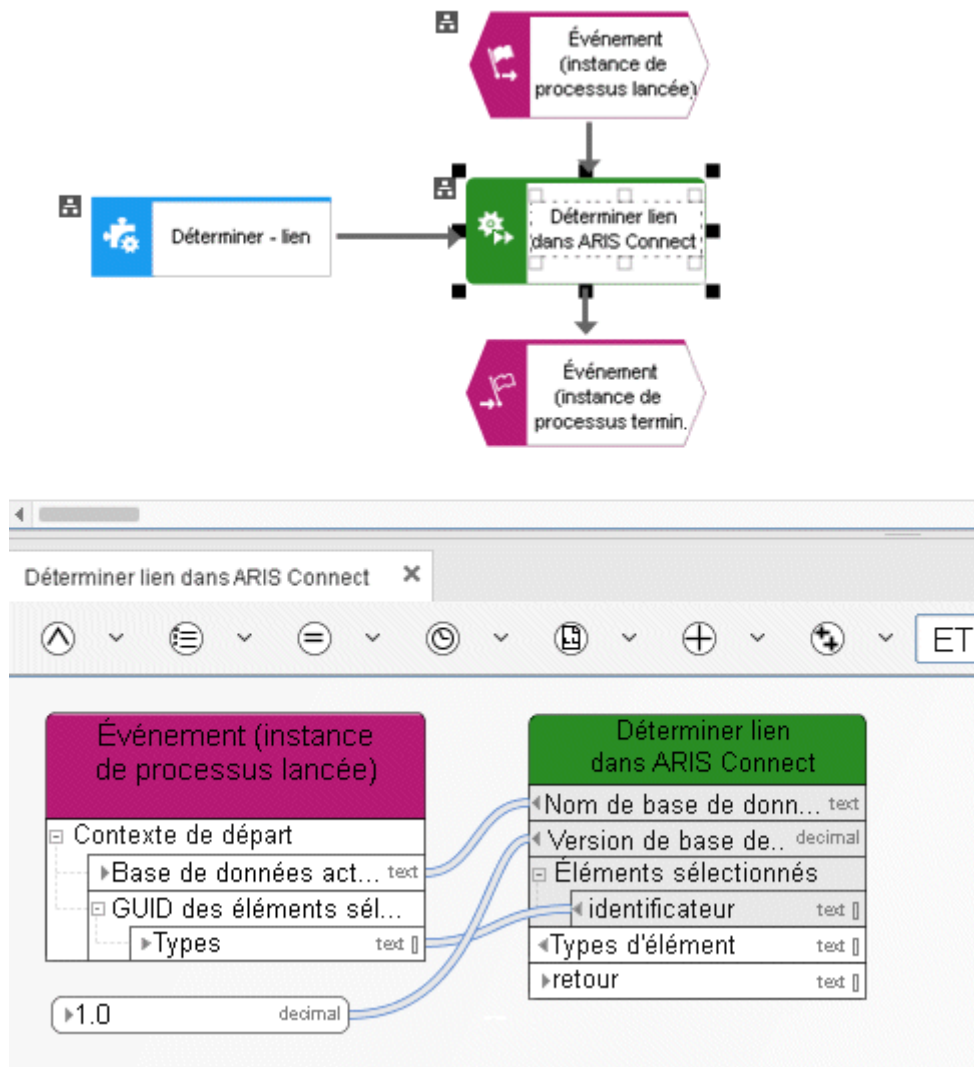 Événement
(instance de
processus lancée)
Déterminer - lien
Déterminer lien
dans ARIS Connect
Événement
(instance de
processus termin.
Déterminer lien dans ARIS Connect
ET
Événement (instance
de processus lancée)
Contexte de départ
Base de données act... text
GUID des éléments sél...
Types text []
1.0 decimal
Déterminer lien
dans ARIS Connect
Nom de base de donn... text
Version de base de.. decimal
Éléments sélectionnés
identificateur text []
Types d'élément text []
retour text []